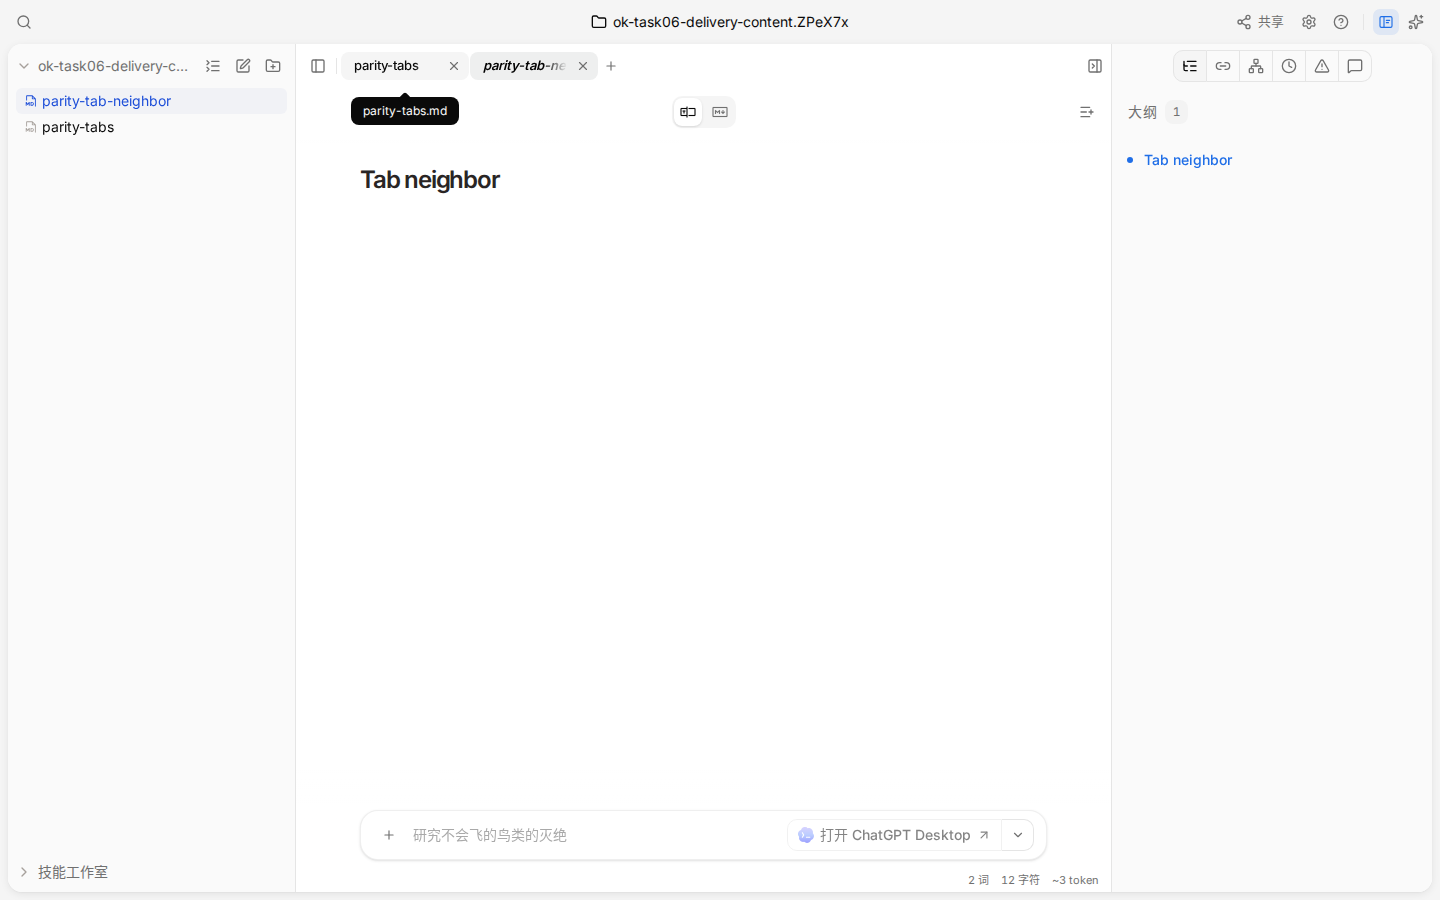 ok-task06-delivery-content.ZPeX7x
共享
ok-task06-delivery-c...
parity-tabs
parity-tab-ne
parity-tab-neighbor
parity-tabs
parity-tabs.md
大纲 1
Tab neighbor
Tab neighbor
研究不会飞的鸟类的灭绝
打开 ChatGPT Desktop
技能工作室
2 词 12 字符 ~3 token